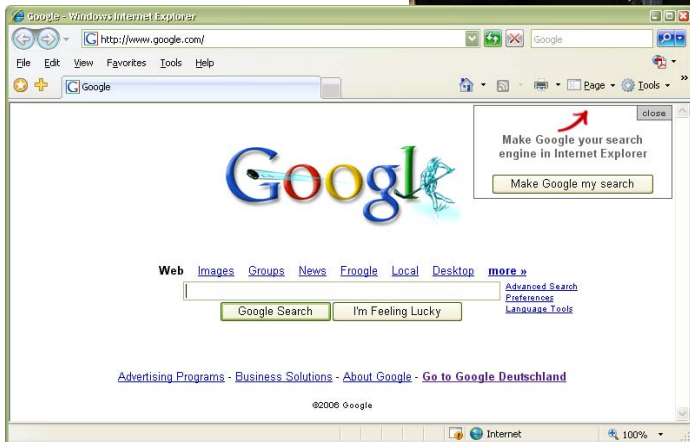 Google - Windows Internet Explorer
http://www.google.com/
Google
File Edit View Favorites Tools Help
Google
Page Tools
close
Make Google your search
engine in Internet Explorer
Make Google my search
Google
Web Images Groups News Froogle Local Desktop more »
Advanced Search
Preferences
Language Tools
Google Search I'm Feeling Lucky
Advertising Programs - Business Solutions - About Google - Go to Google Deutschland
©2006 Google
Internet 100%